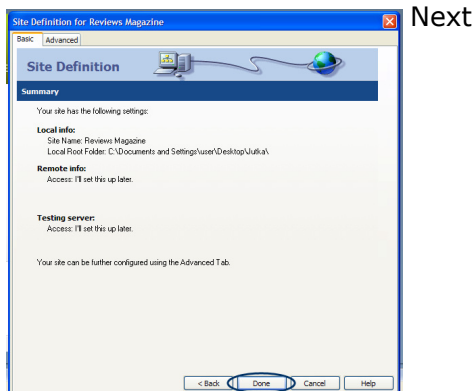 Site Definition for Reviews Magazine
Next
Basic Advanced
Site Definition
Summary
Your site has the following settings:
Local info:
Site Name: Reviews Magazine
Local Root Folder: C:\Documents and Settings\user\Desktop\Jutka\
Remote info:
Access: I'll set this up later.
Testing server:
Access: I'll set this up later.
Your site can be further configured using the Advanced Tab.
< Back Done Cancel Help